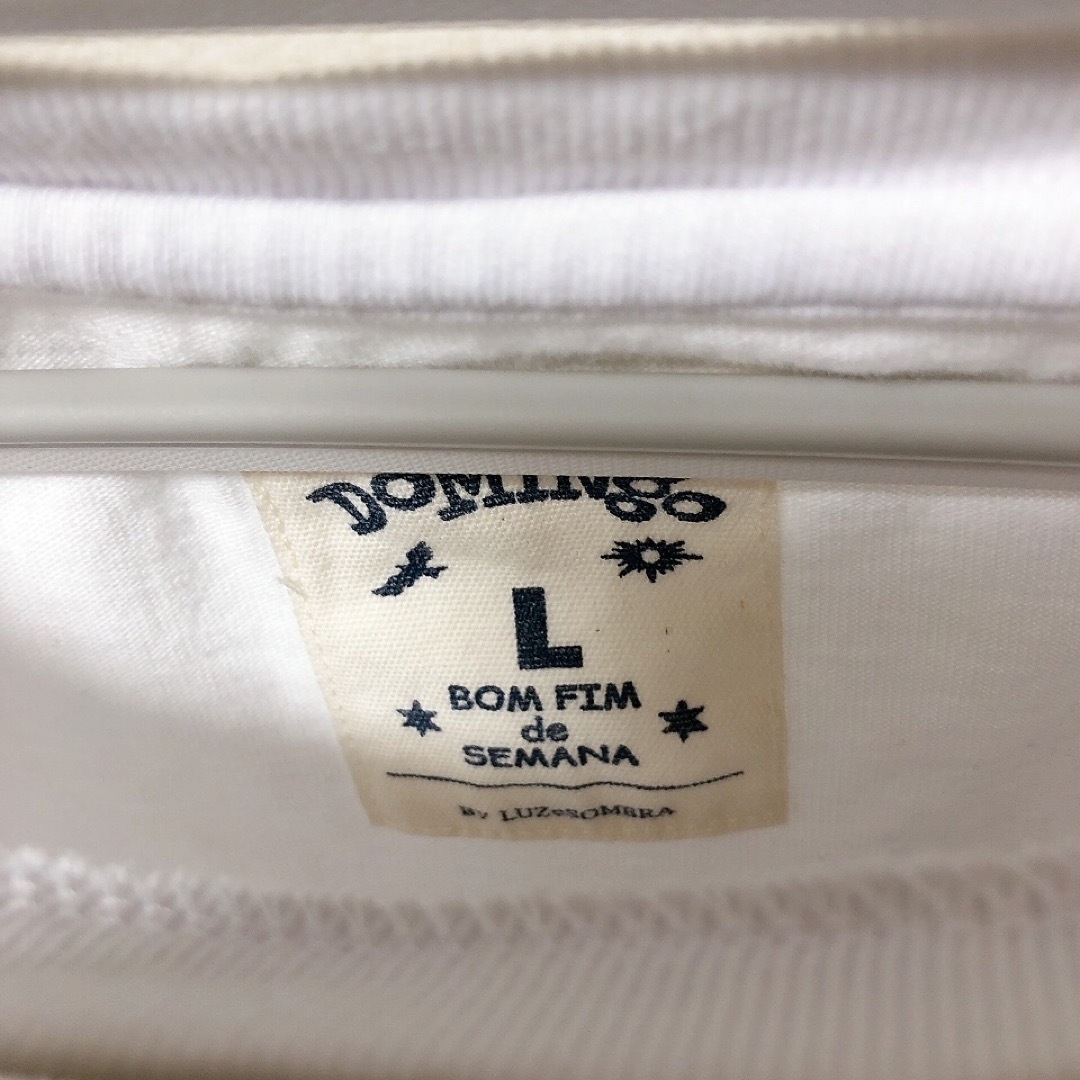 DOMINGO
L
BOM FIM
de
SEMANA
By LUZeSOMBRA